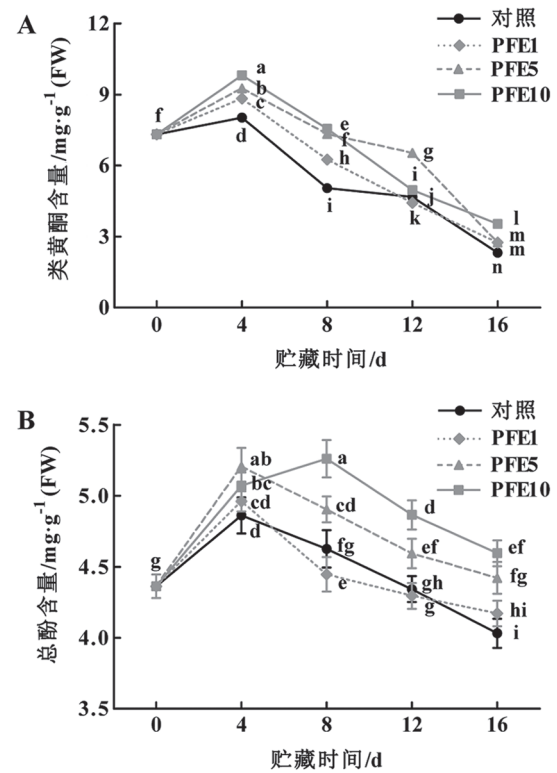 A
对照
PFE1
PFE5
PFE10
类黄酮含量/mg·g⁻¹ (FW)
12
9
6
3
0
f
a
b
c
d
e
f
h
i
g
i
j
k
l
m
m
n
0
4
8
12
16
贮藏时间/d
B
对照
PFE1
PFE5
PFE10
总酚含量/mg·g⁻¹ (FW)
5.5
5.0
4.5
4.0
3.5
g
ab
bc
cd
d
a
cd
fg
e
d
ef
gh
g
ef
fg
hi
i
0
4
8
12
16
贮藏时间/d